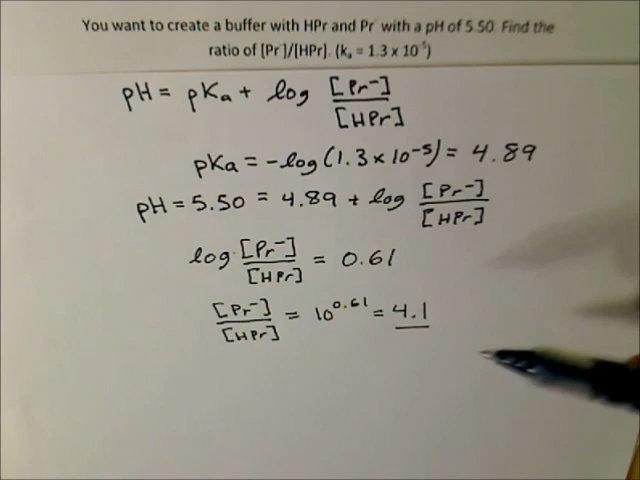 You want to create a buffer with HPr and Pr⁻ with a pH of 5.50. Find the
ratio of [Pr⁻]/[HPr]. (kₐ = 1.3 x 10⁻⁵)
pH = pKa + log [Pr⁻]/[HPr]
pKa = -log(1.3 x 10⁻⁵) = 4.89
pH = 5.50 = 4.89 + log [Pr⁻]/[HPr]
log [Pr⁻]/[HPr] = 0.61
[Pr⁻]/[HPr] = 10^0.61 = 4.1